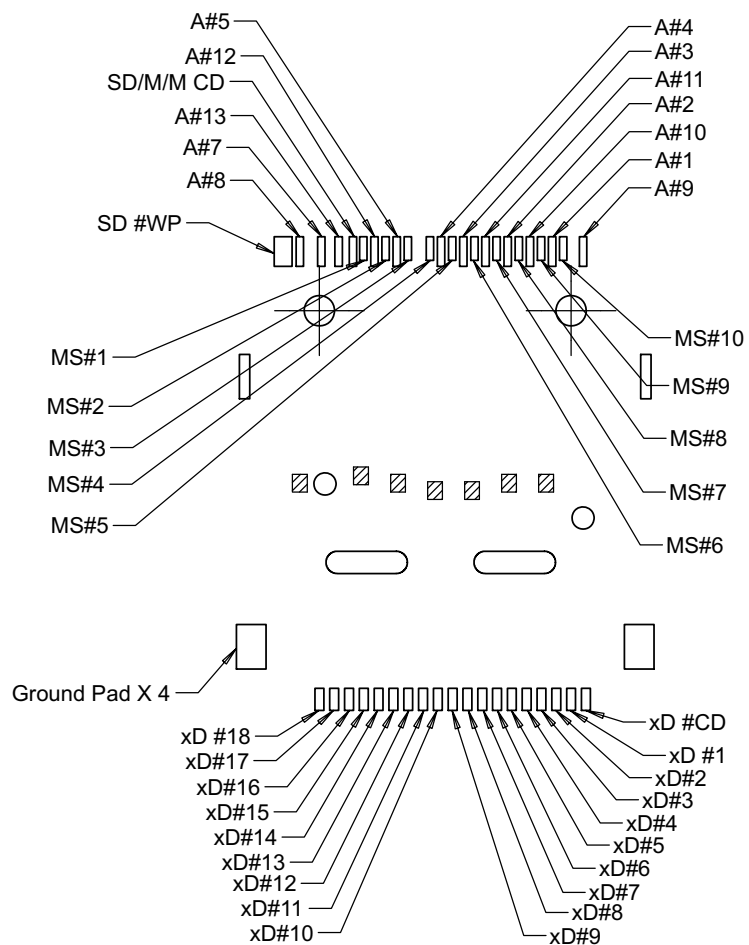 A#5
A#12
SD/M/M CD
A#13
A#7
A#8
SD #WP
A#4
A#3
A#11
A#2
A#10
A#1
A#9
MS#1
MS#2
MS#3
MS#4
MS#5
MS#10
MS#9
MS#8
MS#7
MS#6
Ground Pad X 4
xD #18
xD#17
xD#16
xD#15
xD#14
xD#13
xD#12
xD#11
xD#10
xD #CD
xD #1
xD#2
xD#3
xD#4
xD#5
xD#6
xD#7
xD#8
xD#9